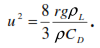 u² = 8/3 rgρ_L/ρC_D.